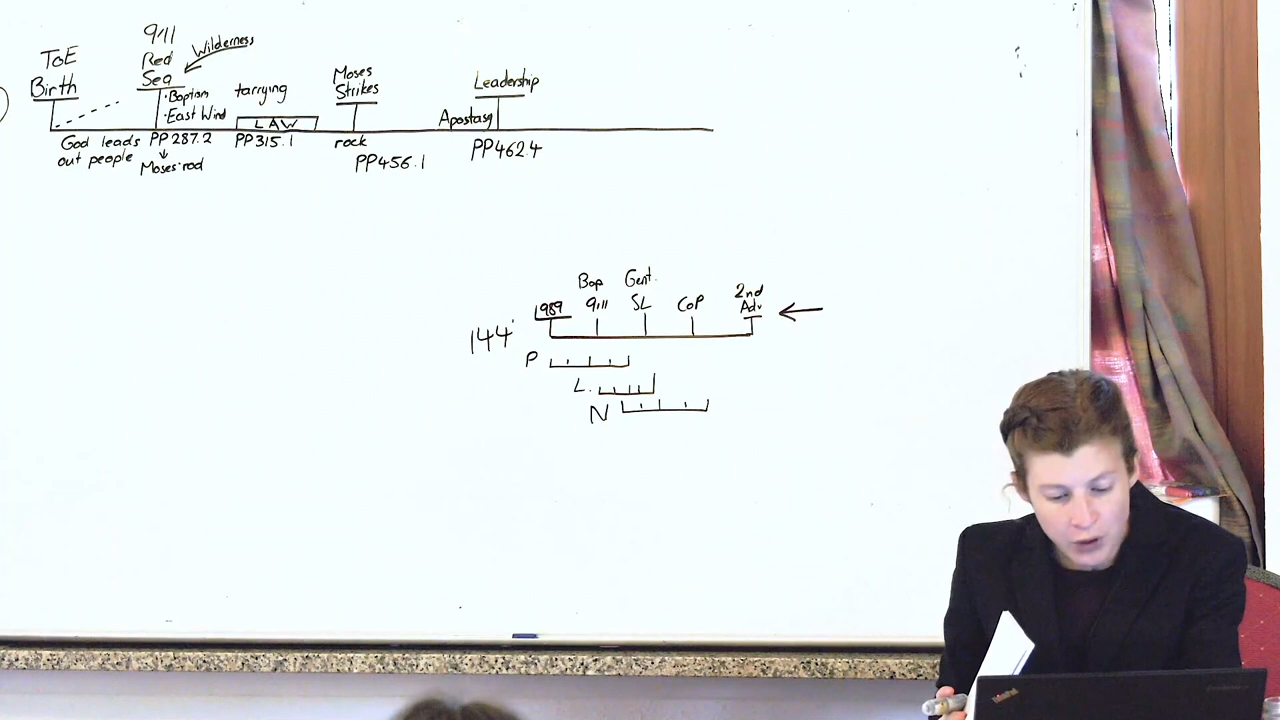 ToE
Birth
God leads
out people
9/11
Red
Sea
Wilderness
·Baptism
·East Wind
PP287.2
Moses·rod
tarrying
LAW
PP315.1
Moses
Strikes
rock
PP456.1
Leadership
Apostasy
PP462.4
144'
1989
Bap
9/11
Gent.
SL
CoP
2nd
Adv
P
L.
N